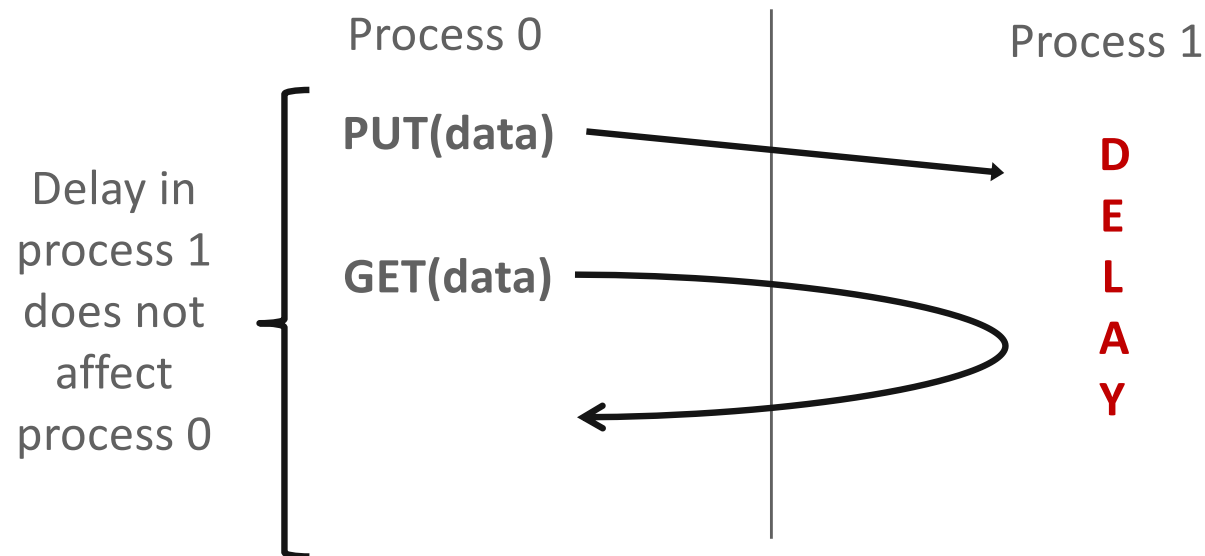 Process 0
Process 1
PUT(data)
GET(data)
Delay in
process 1
does not
affect
process 0
D
E
L
A
Y